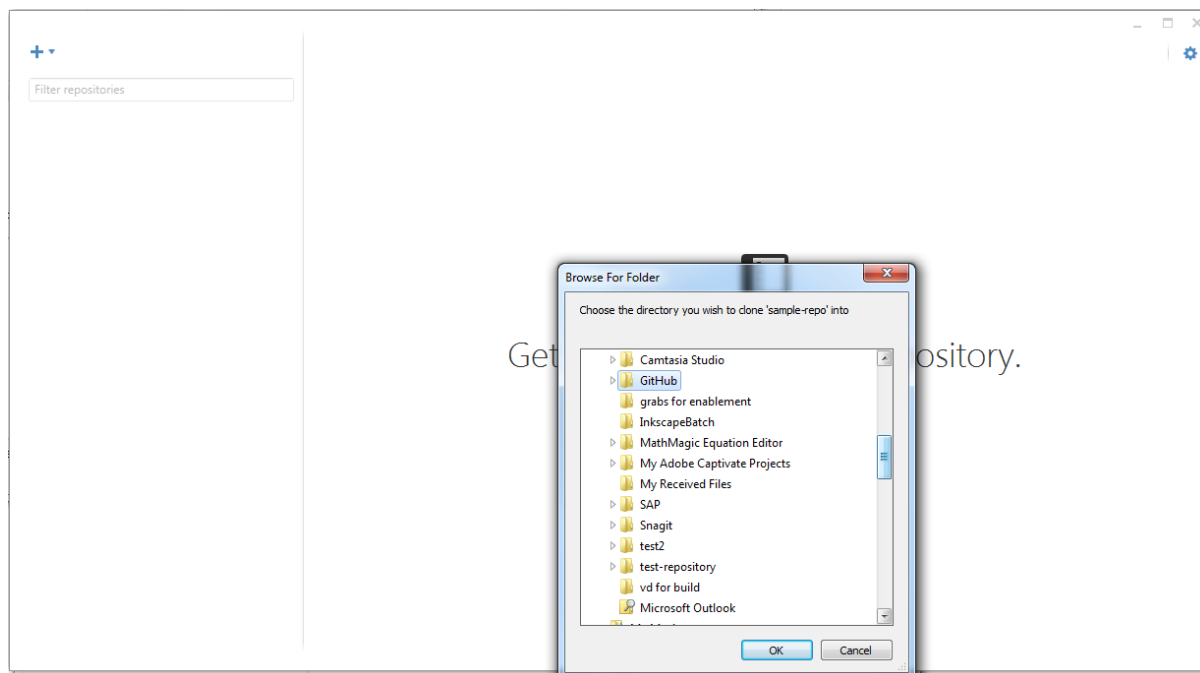 Filter repositories
Browse For Folder
Choose the directory you wish to clone 'sample-repo' into
Get
ository.
Camtasia Studio
GitHub
grabs for enablement
InkscapeBatch
MathMagic Equation Editor
My Adobe Captivate Projects
My Received Files
SAP
Snagit
test2
test-repository
vd for build
Microsoft Outlook
OK
Cancel